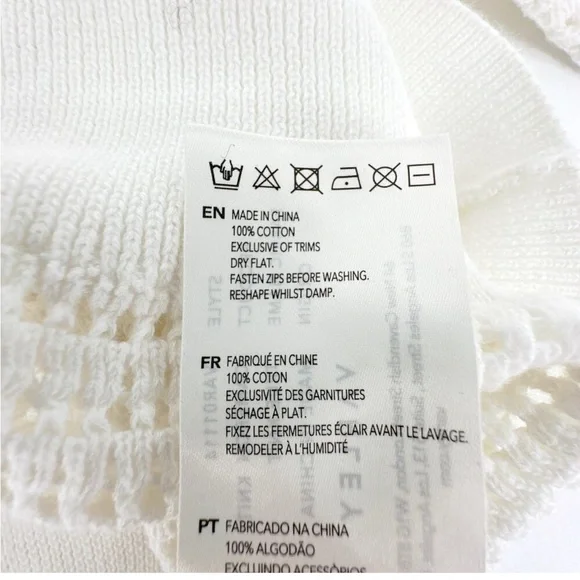 EN MADE IN CHINA
100% COTTON
EXCLUSIVE OF TRIMS
DRY FLAT.
FASTEN ZIPS BEFORE WASHING.
RESHAPE WHILST DAMP.
FR FABRIQUÉ EN CHINE
100% COTON
EXCLUSIVITÉ DES GARNITURES
SÉCHAGE À PLAT.
FIXEZ LES FERMETURES ÉCLAIR AVANT LE LAVAGE.
REMODELER À L'HUMIDITÉ
PT FABRICADO NA CHINA
100% ALGODÃO
EXCLUINDO ACESSÓRIOS